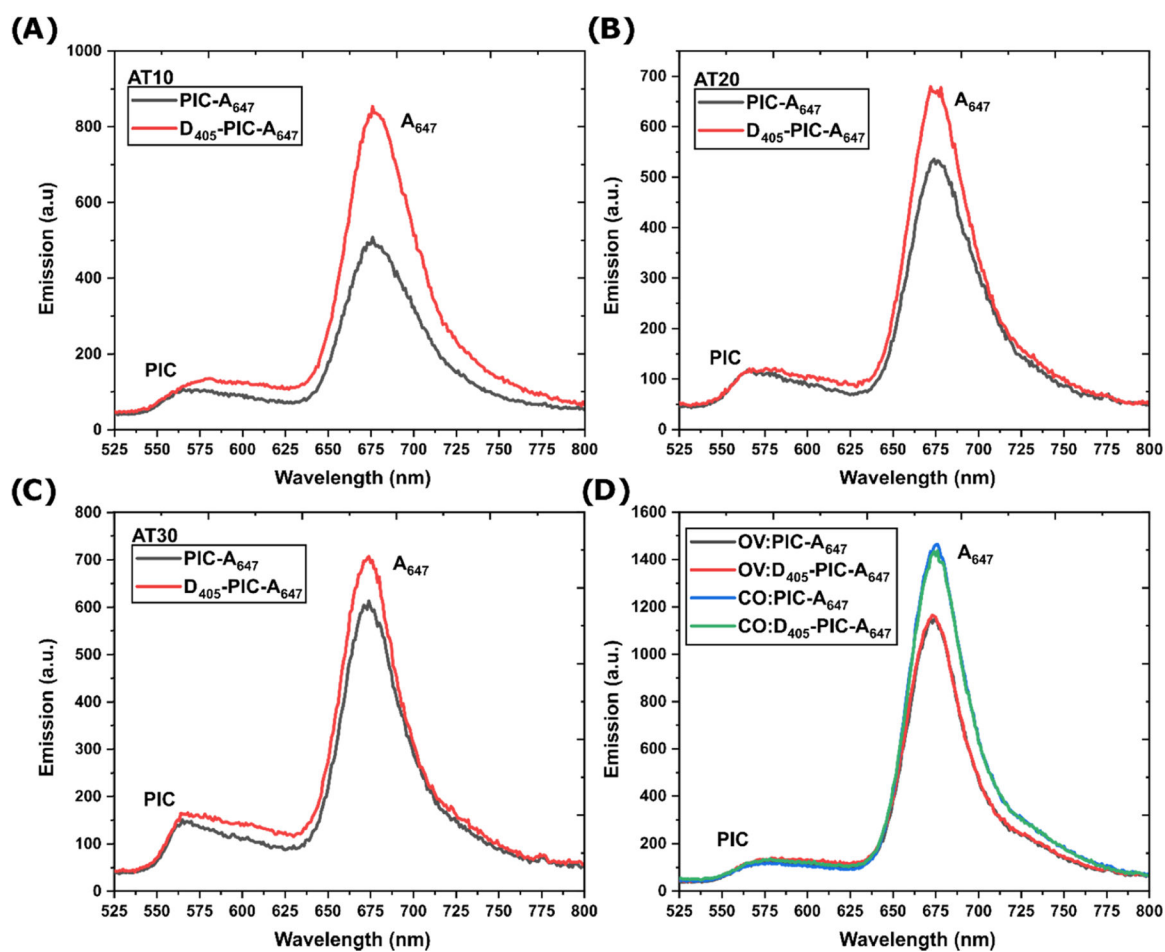 (A)
AT10
PIC-A647
D405-PIC-A647
A647
PIC
Emission (a.u)
1000
800
600
400
200
0
525 550 575 600 625 650 675 700 725 750 775 800
Wavelength (nm)
(B)
AT20
PIC-A647
D405-PIC-A647
A647
PIC
Emission (a.u.)
700
600
500
400
300
200
100
0
525 550 575 600 625 650 675 700 725 750 775 800
Wavelength (nm)
(C)
AT30
PIC-A647
D405-PIC-A647
A647
PIC
Emission (a.u.)
800
700
600
500
400
300
200
100
0
525 550 575 600 625 650 675 700 725 750 775 800
Wavelength (nm)
(D)
OV:PIC-A647
OV:D405-PIC-A647
CO:PIC-A647
CO:D405-PIC-A647
A647
PIC
Emission (a.u.)
1600
1400
1200
1000
800
600
400
200
0
525 550 575 600 625 650 675 700 725 750 775 800
Wavelength (nm)